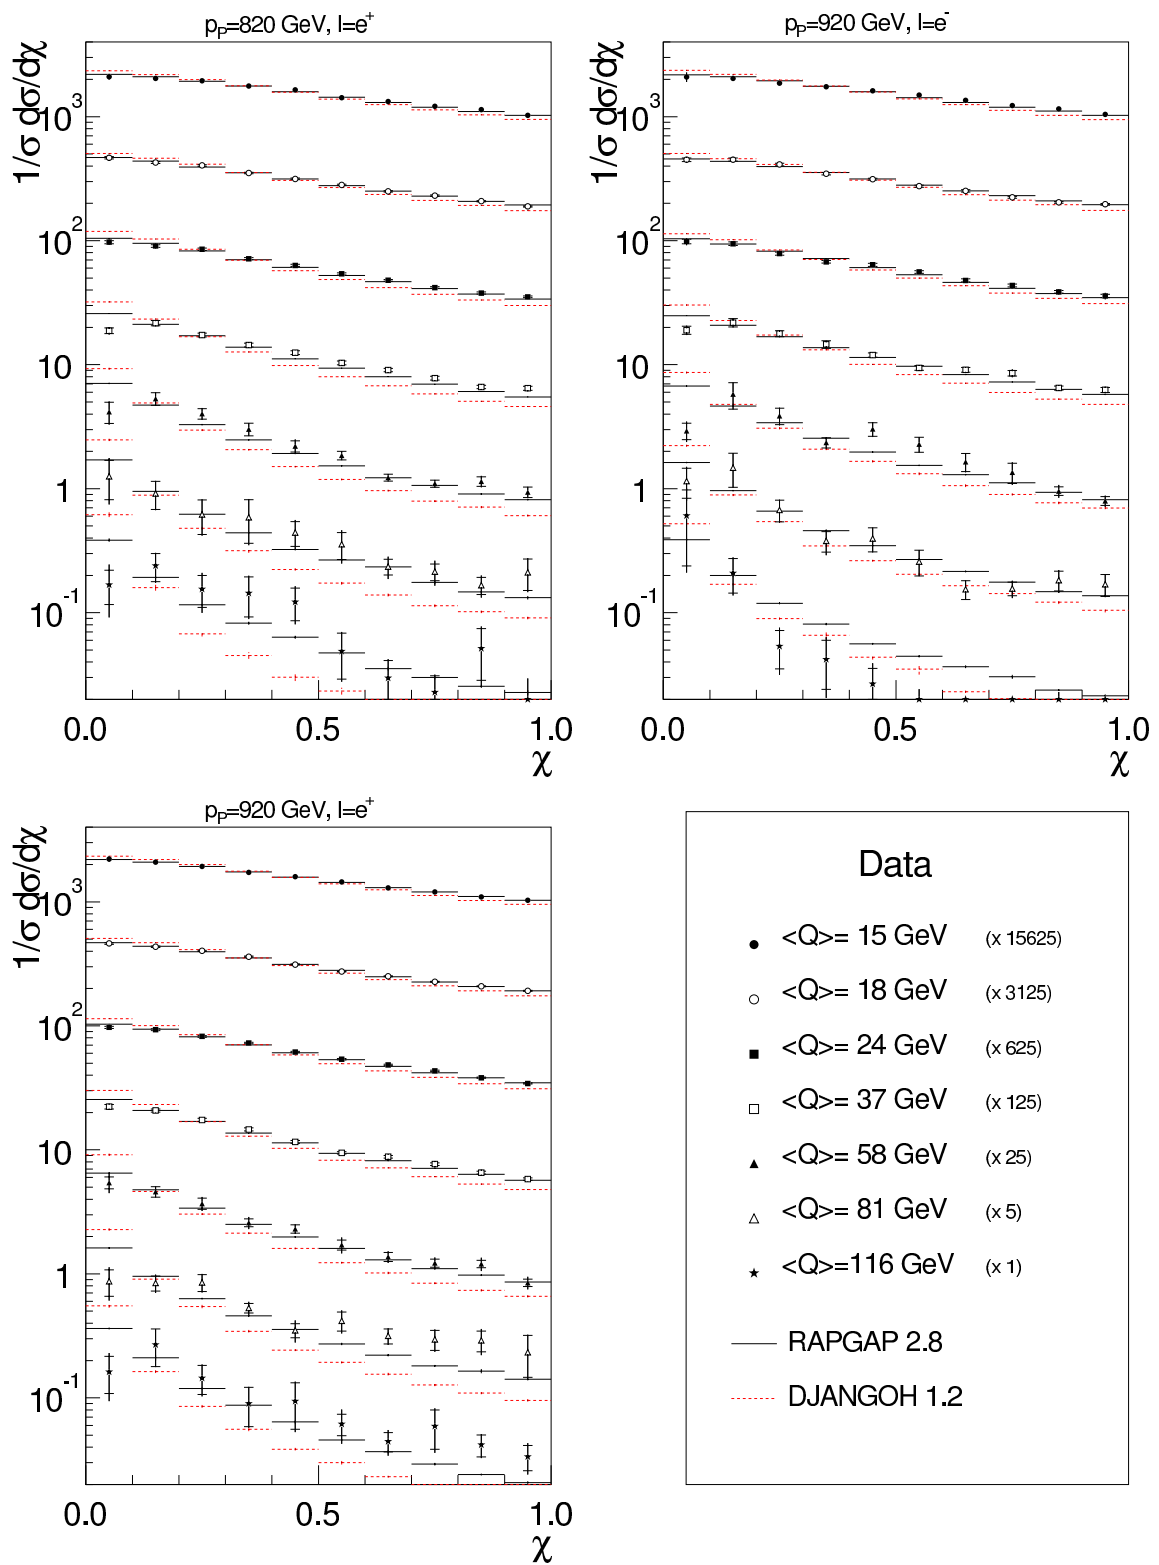 p_P=820 GeV, l=e^+
1/σ dσ/dχ
10^3
10^2
10
1
10^-1
0.0 0.5 1.0
χ
p_P=920 GeV, l=e^-
1/σ dσ/dχ
10^3
10^2
10
1
10^-1
0.0 0.5 1.0
χ
p_P=920 GeV, l=e^+
1/σ dσ/dχ
10^3
10^2
10
1
10^-1
0.0 0.5 1.0
χ
Data
<Q>= 15 GeV (x 15625)
<Q>= 18 GeV (x 3125)
<Q>= 24 GeV (x 625)
<Q>= 37 GeV (x 125)
<Q>= 58 GeV (x 25)
<Q>= 81 GeV (x 5)
<Q>=116 GeV (x 1)
RAPGAP 2.8
DJANGOH 1.2